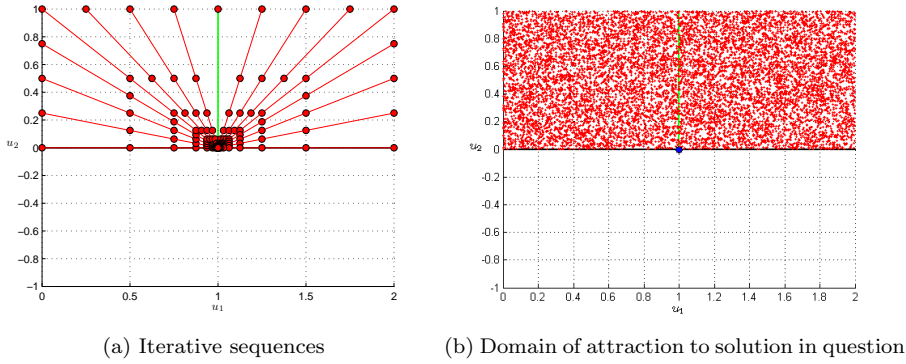 1
0.8
0.6
0.4
0.2
0
−0.2
−0.4
−0.6
−0.8
−1
u2
0 0.5 1 1.5 2
u1
1
0.8
0.6
0.4
0.2
0
-0.2
-0.4
-0.6
-0.8
-1
u2
0 0.2 0.4 0.6 0.8 1 1.2 1.4 1.6 1.8 2
u1
(a) Iterative sequences
(b) Domain of attraction to solution in question